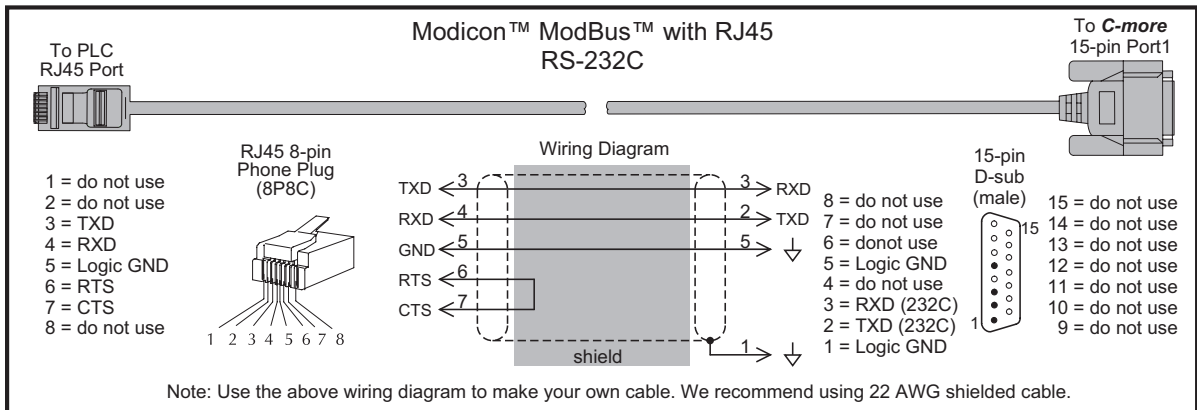 Modicon™ ModBus™ with RJ45
RS-232C
To PLC
RJ45 Port
To C-more
15-pin Port1
RJ45 8-pin
Phone Plug
(8P8C)
1 = do not use
2 = do not use
3 = TXD
4 = RXD
5 = Logic GND
6 = RTS
7 = CTS
8 = do not use
1 2 3 4 5 6 7 8
Wiring Diagram
TXD 3 3 RXD
RXD 4 2 TXD
GND 5 5
RTS 6
CTS 7
1
shield
8 = do not use
7 = do not use
6 = donot use
5 = Logic GND
4 = do not use
3 = RXD (232C)
2 = TXD (232C)
1 = Logic GND
15-pin
D-sub
(male)
15
1
15 = do not use
14 = do not use
13 = do not use
12 = do not use
11 = do not use
10 = do not use
9 = do not use
Note: Use the above wiring diagram to make your own cable. We recommend using 22 AWG shielded cable.